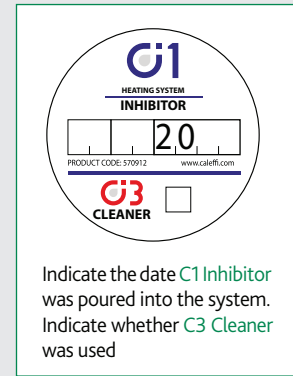 C1
HEATING SYSTEM
INHIBITOR
20
PRODUCT CODE: 570912 www.caleffi.com
C3
CLEANER
Indicate the date C1 Inhibitor
was poured into the system.
Indicate whether C3 Cleaner
was used